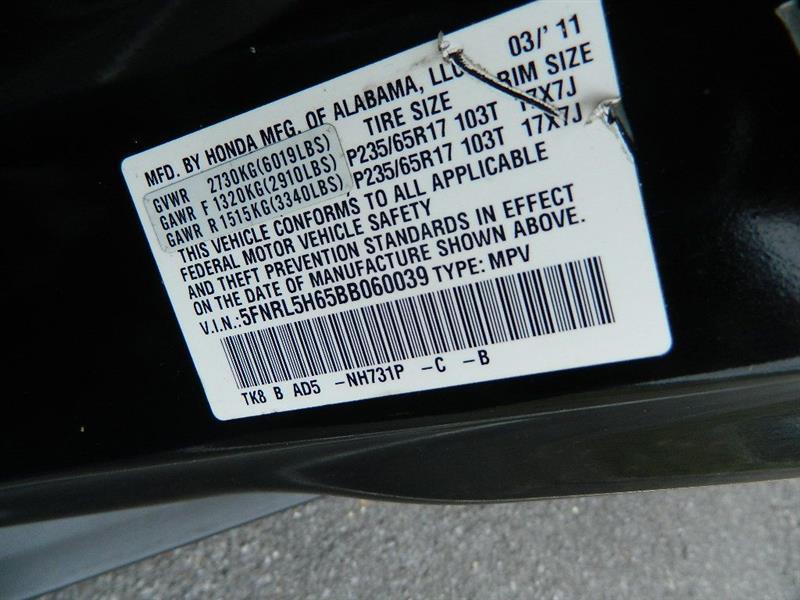 MFD. BY HONDA MFG. OF ALABAMA, LLC 03/' 11
GVWR 2730KG(6019LBS) TIRE SIZE RIM SIZE
GAWR F 1320KG(2910LBS) P235/65R17 103T 17X7J
GAWR R 1515KG(3340LBS) P235/65R17 103T 17X7J
THIS VEHICLE CONFORMS TO ALL APPLICABLE
FEDERAL MOTOR VEHICLE SAFETY
AND THEFT PREVENTION STANDARDS IN EFFECT
ON THE DATE OF MANUFACTURE SHOWN ABOVE.
V.I.N.:5FNRL5H65BB060039 TYPE: MPV
TK8 B AD5 -NH731P -C -B